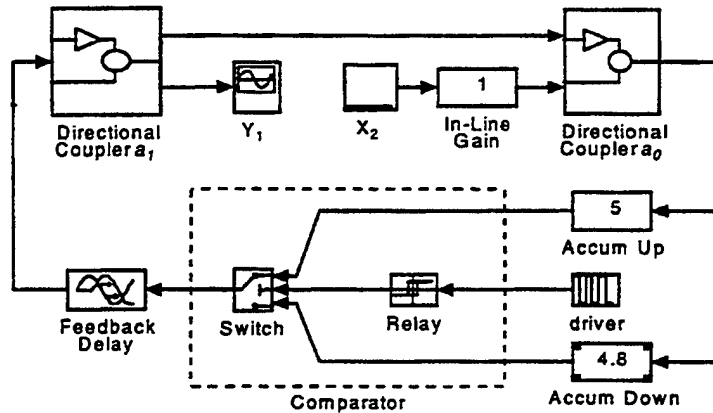 Directional
Coupler a1
Y1
X2
1
In-Line
Gain
Directional
Coupler a0
5
Accum Up
Feedback
Delay
Switch
Relay
driver
4.8
Accum Down
Comparator